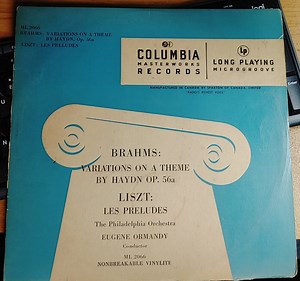 ML 2006
BRAHMS: VARIATIONS ON A THEME
BY HAYDN, Op. 56a
LISZT: LES PRELUDES
COLUMBIA
MASTERWORKS
RECORDS
LP
LONG PLAYING
MICROGROOVE
MANUFACTURED IN CANADA BY SPARTON OF CANADA, LIMITED
BRAHMS:
VARIATIONS ON A THEME
BY HAYDN OP. 56a
LISZT:
LES PRELUDES
The Philadelphia Orchestra
EUGENE ORMANDY
Conductor
ML 2006
NONBREAKABLE VINYLITE